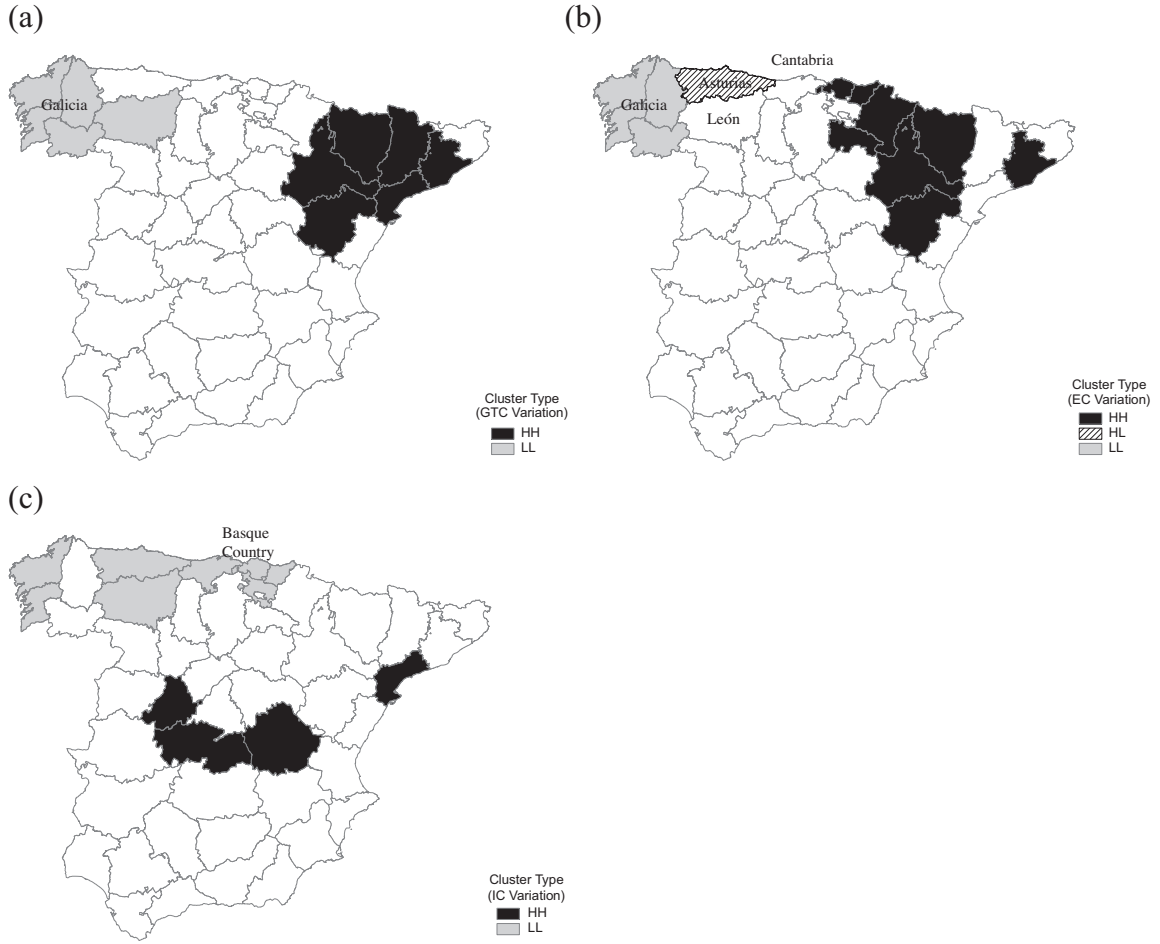 (a)
Galicia
Cluster Type
(GTC Variation)
HH
LL
(b)
Cantabria
Asturias
Galicia
León
Cluster Type
(EC Variation)
HH
HL
LL
(c)
Basque
Country
Cluster Type
(IC Variation)
HH
LL